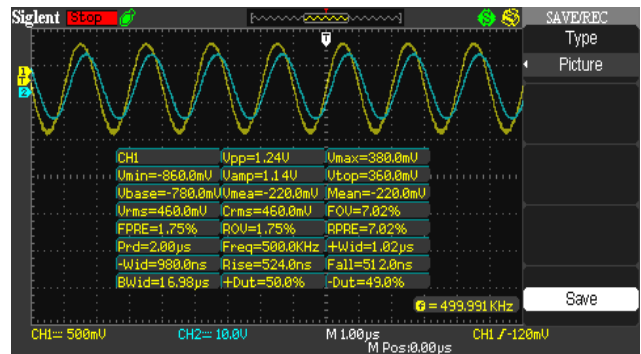 Siglent Stop T $ SAVE/REC
Type
T
Picture
1
T
2
CH1 Vpp=1.24V Vmax=380.0mV
Vmin=-860.0mV Vamp=1.14V Vtop=360.0mV
Vbase=-780.0mV Vmea=-220.0mV Mean=-220.0mV
Vrms=460.0mV Crms=460.0mV FOV=7.02%
FPRE=1.75% ROV=1.75% RPRE=7.02%
Prd=2.00µs Freq=500.0KHz +Wid=1.02µs
-Wid=980.0ns Rise=524.0ns Fall=512.0ns
BWid=16.98µs +Dut=50.0% -Dut=49.0%
= 499.991KHz Save
CH1 500mV CH2 10.0V M 1.00µs CH1 -120mV
M Pos:0.00µs